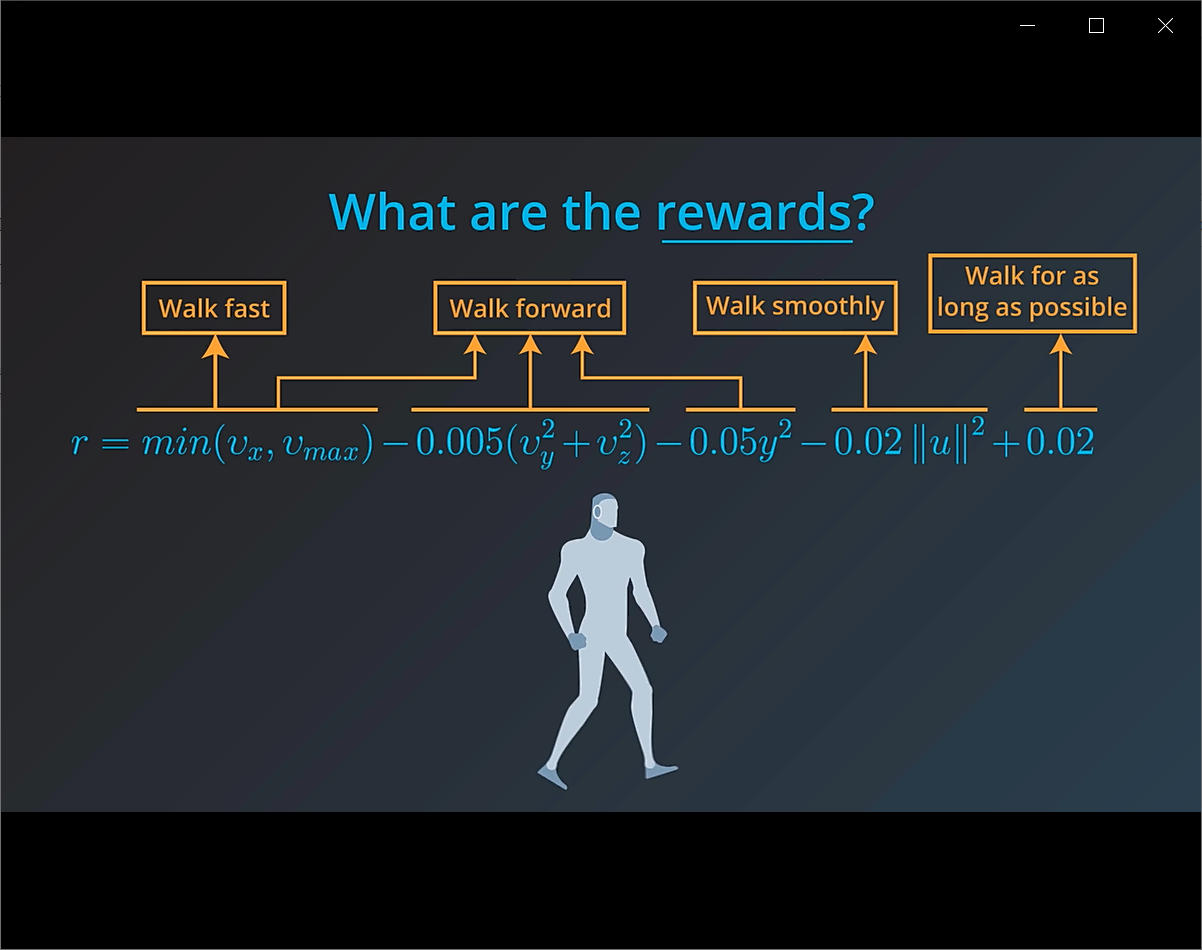 What are the rewards?
Walk fast
Walk forward
Walk smoothly
Walk for as
long as possible
r = min(v_x, v_{max}) − 0.005(v_y^2 + v_z^2) − 0.05y^2 − 0.02 ‖u‖^2 + 0.02